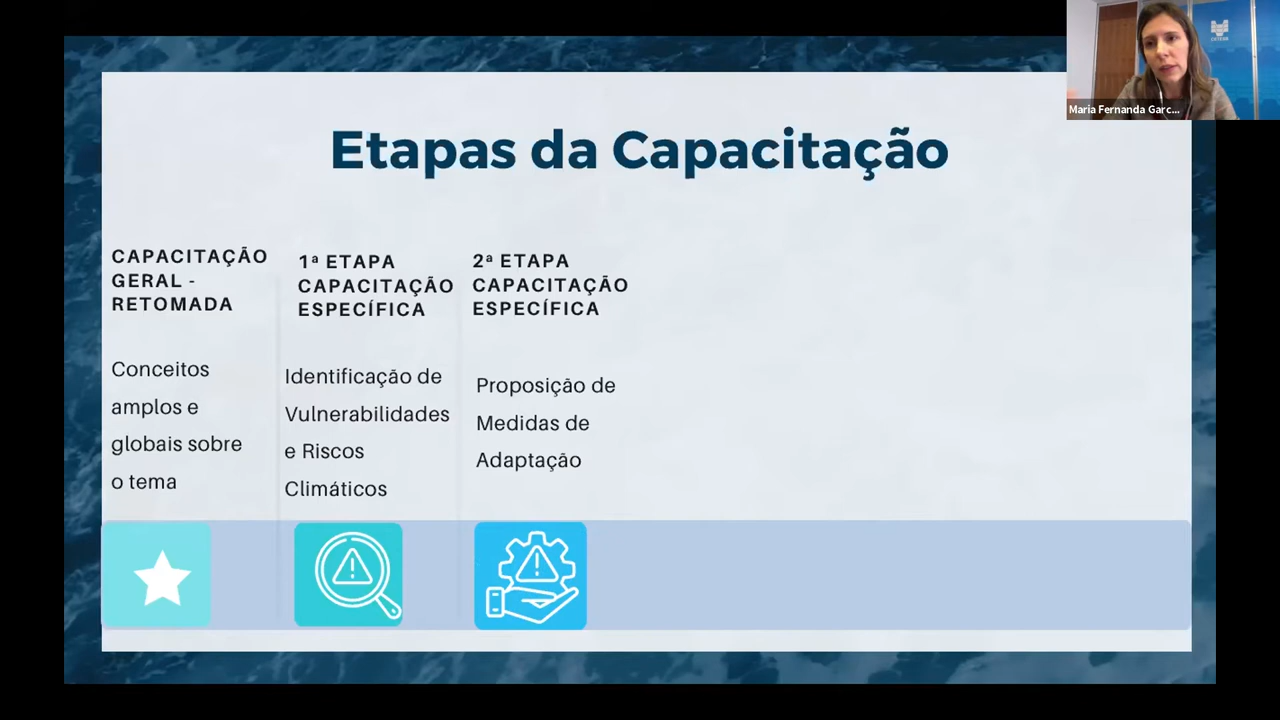 Etapas da Capacitação
CAPACITAÇÃO
GERAL -
RETOMADA
Conceitos
amplos e
globais sobre
o tema
1ª ETAPA
CAPACITAÇÃO
ESPECÍFICA
Identificação de
Vulnerabilidades
e Riscos
Climáticos
2ª ETAPA
CAPACITAÇÃO
ESPECÍFICA
Proposição de
Medidas de
Adaptação
Maria Fernanda Garc...